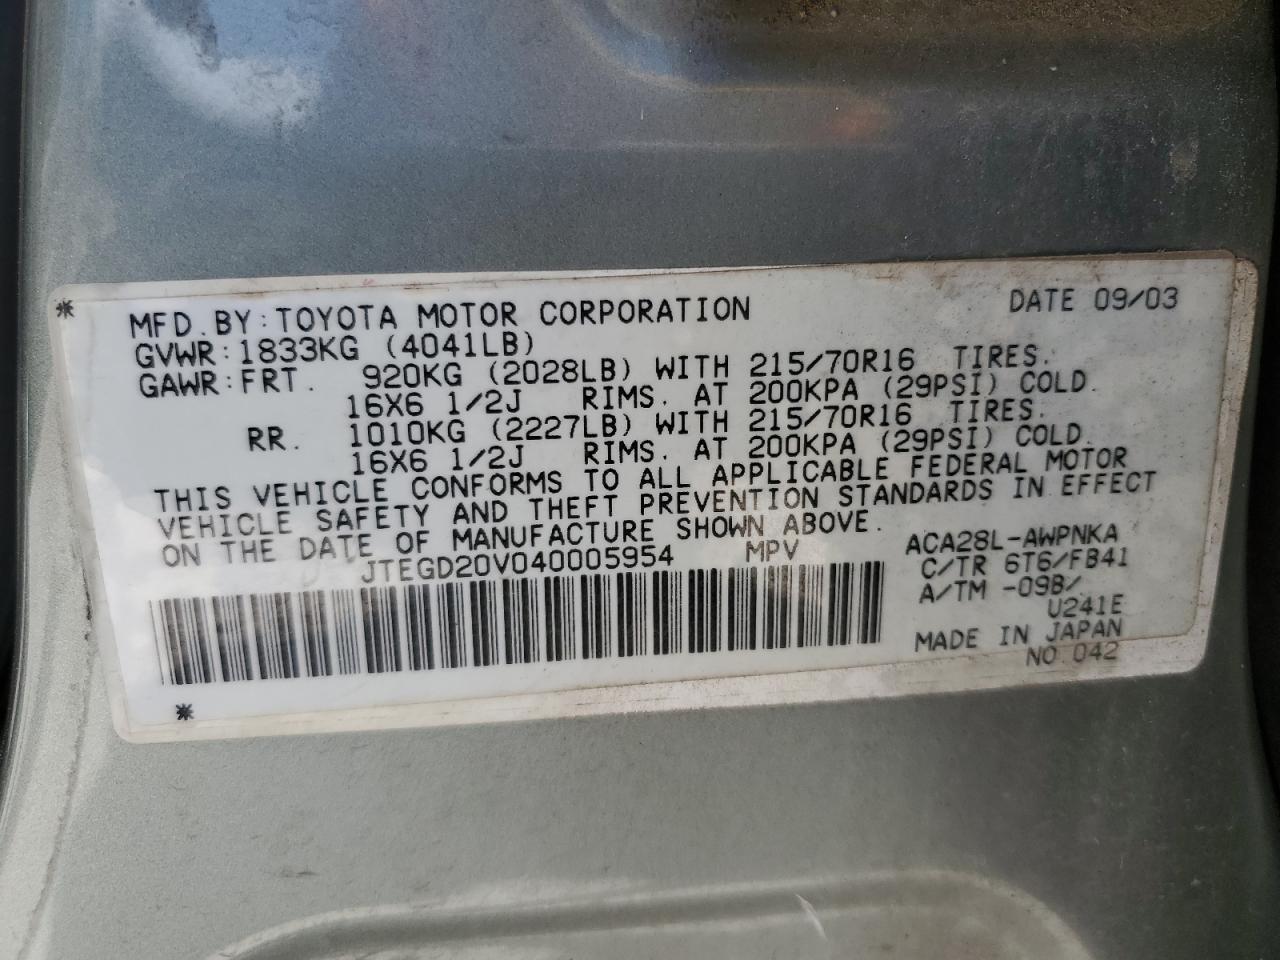 *
MFD. BY: TOYOTA MOTOR CORPORATION DATE 09/03
GVWR: 1833KG (4041LB)
GAWR: FRT. 920KG (2028LB) WITH 215/70R16 TIRES.
16X6 1/2J RIMS. AT 200KPA (29PSI) COLD.
RR. 1010KG (2227LB) WITH 215/70R16 TIRES.
16X6 1/2J RIMS. AT 200KPA (29PSI) COLD.
THIS VEHICLE CONFORMS TO ALL APPLICABLE FEDERAL MOTOR
VEHICLE SAFETY AND THEFT PREVENTION STANDARDS IN EFFECT
ON THE DATE OF MANUFACTURE SHOWN ABOVE.
JTEGD20V040005954 MPV
ACA28L-AWPNKA
C/TR 6T6/FB41
A/TM -09B/
U241E
MADE IN JAPAN
NO 042
*